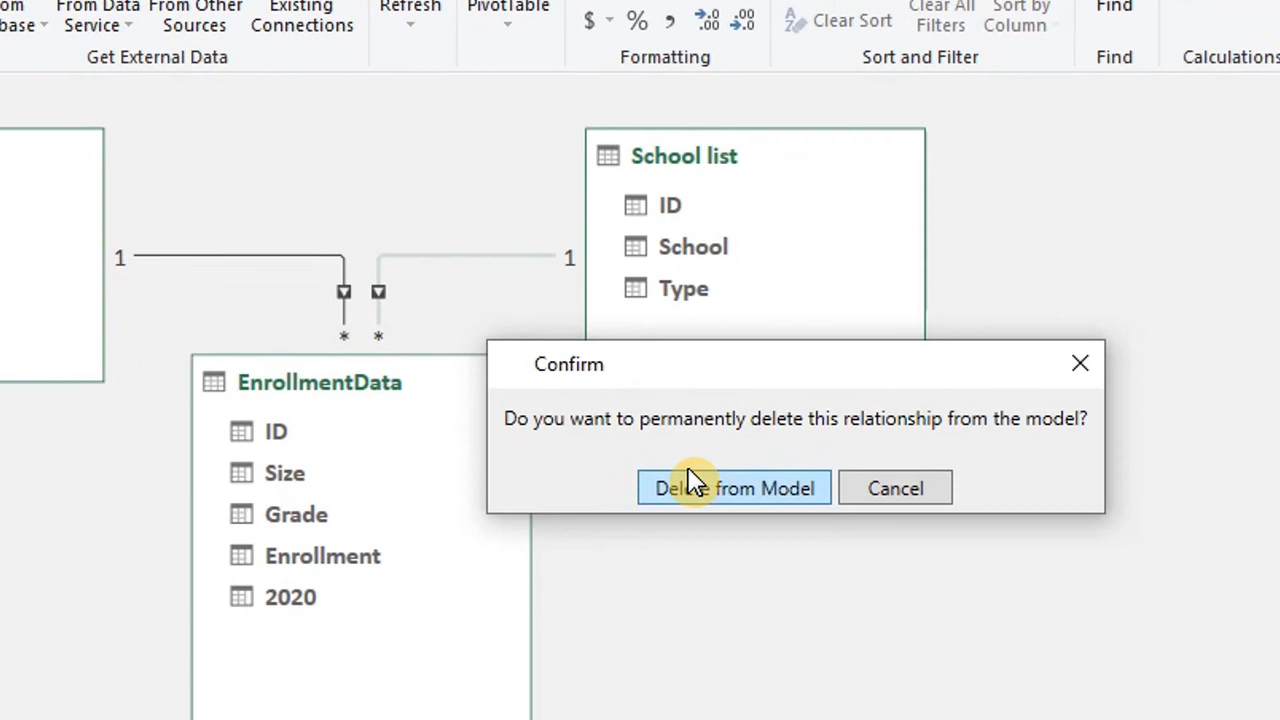 From Data Service
From Other Sources
Existing Connections
Refresh
PivotTable
$ % , .00 .00
Clear Sort
Clear All Filters
Sort by Column
Find
Get External Data
Formatting
Sort and Filter
Find
Calculations
School list
ID
School
Type
1
1
*
*
EnrollmentData
ID
Size
Grade
Enrollment
2020
Confirm
Do you want to permanently delete this relationship from the model?
Delete from Model
Cancel